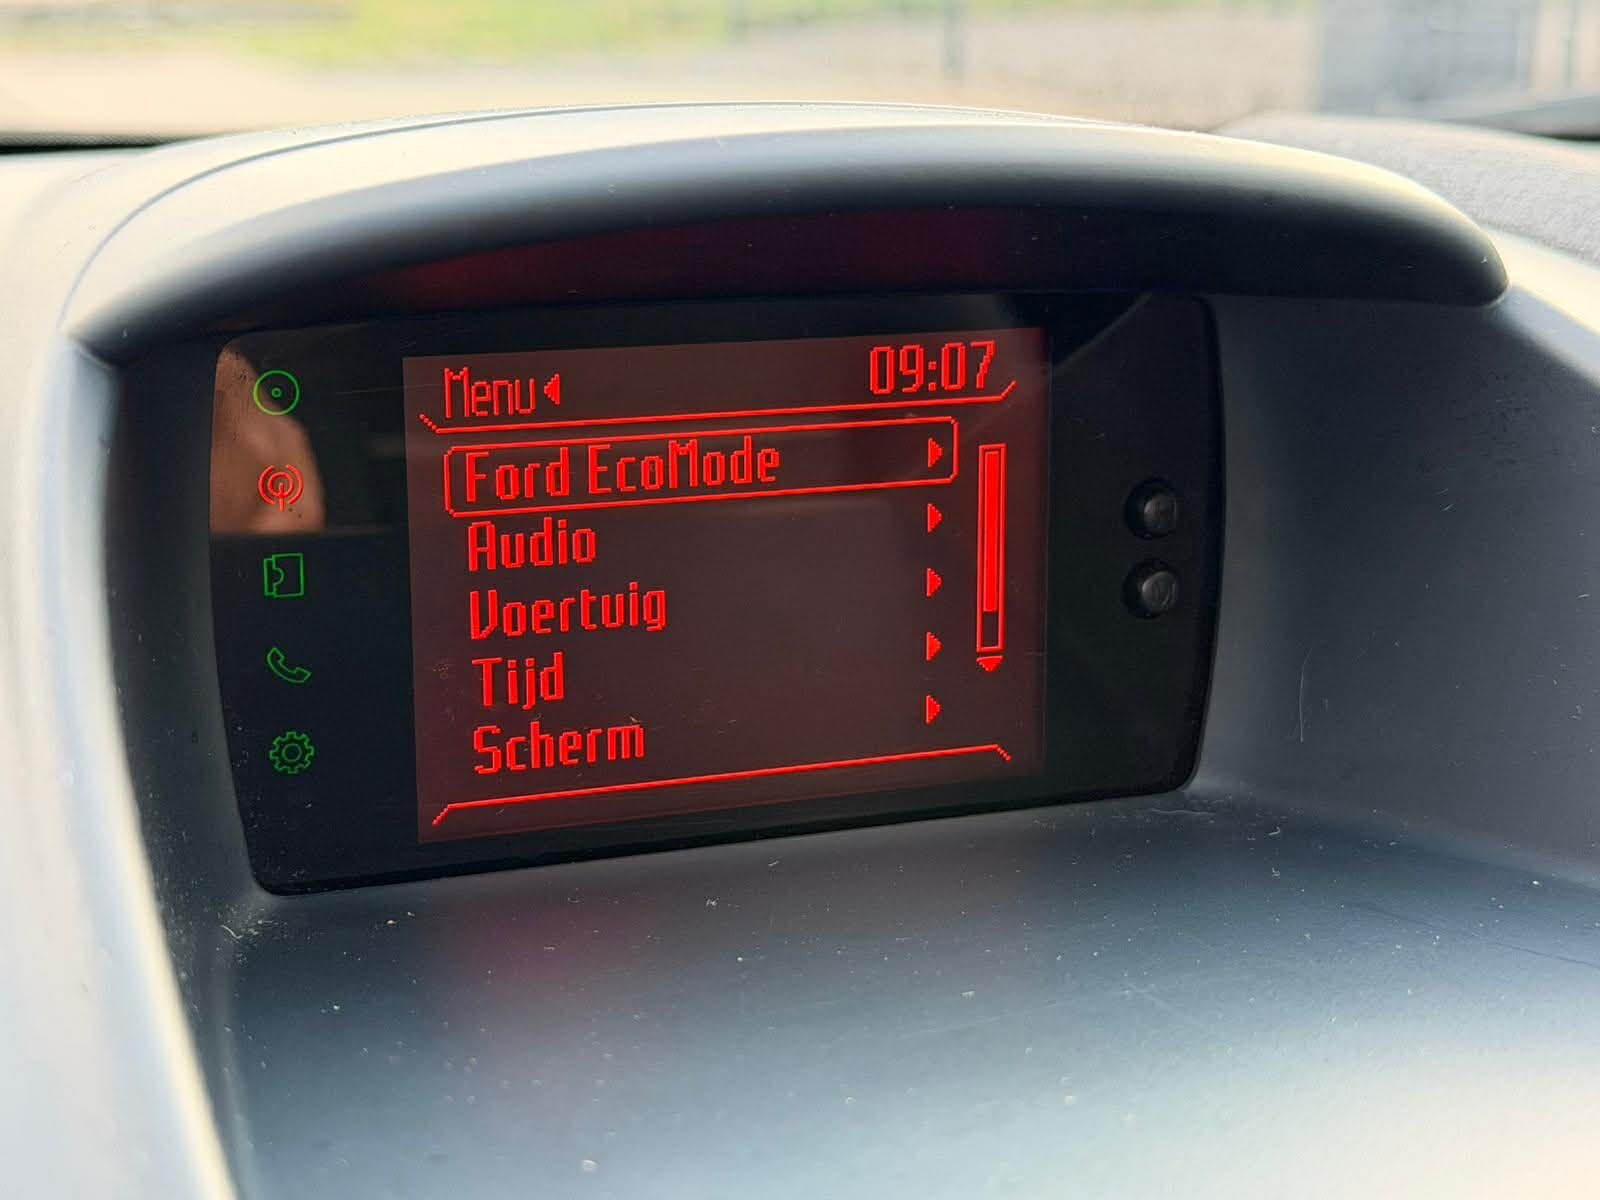 Menu
09:07
Ford EcoMode
Audio
Voertuig
Tijd
Scherm